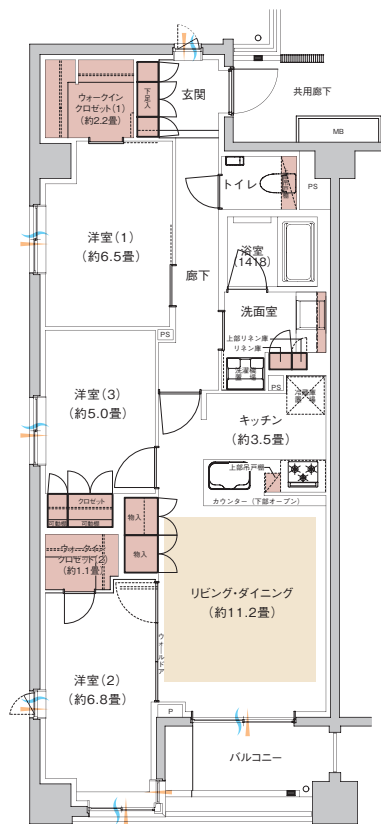 ウォークイン
クロゼット(1)
(約2.2畳)
下足入
玄関
共用廊下
MB
トイレ
PS
洋室(1)
(約6.5畳)
廊下
浴室
(1418)
洗面室
上部リネン庫
リネン庫
PS
洗濯機
置場
PS
冷蔵庫
置場
洋室(3)
(約5.0畳)
キッチン
(約3.5畳)
上部吊戸棚
カウンター(下部オープン)
クロゼット
可動棚
可動棚
物入
物入
ウォークイン
クロゼット(2)
(約1.1畳)
リビング・ダイニング
(約11.2畳)
ウォールドア
洋室(2)
(約6.8畳)
P
バルコニー